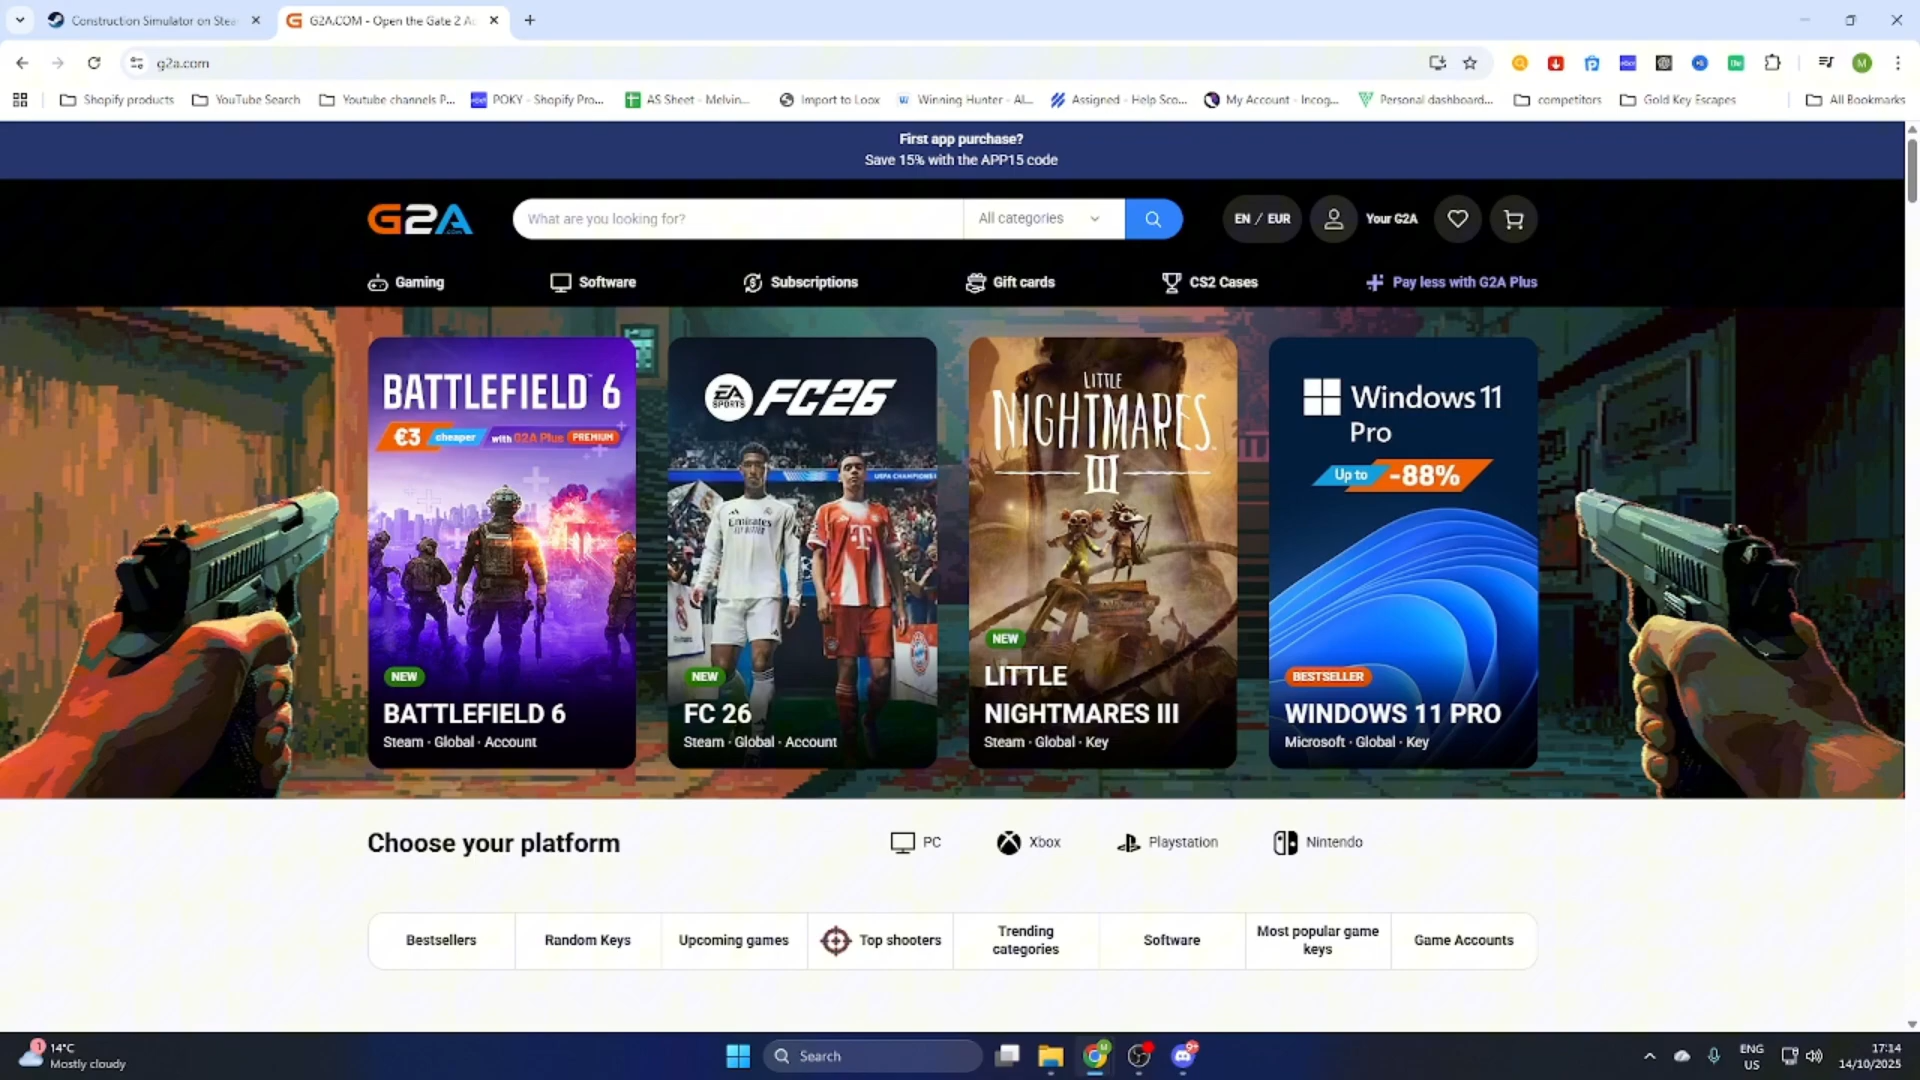 Construction Simulator on Stea
G2A.COM - Open the Gate 2 A
g2a.com
Shopify products
YouTube Search
Youtube channels P...
POKY - Shopify Pro...
AS Sheet - Melvin...
Import to Loox
Winning Hunter - AI...
Assigned - Help Sco...
My Account - Incog...
Personal dashboard...
competitors
Gold Key Escapes
All Bookmarks
First app purchase?
Save 15% with the APP15 code
G2A
What are you looking for?
All categories
EN / EUR
Your G2A
Gaming
Software
Subscriptions
Gift cards
CS2 Cases
Pay less with G2A Plus
BATTLEFIELD 6
€3 cheaper with G2A Plus PREMIUM
NEW
BATTLEFIELD 6
Steam · Global · Account
EA SPORTS FC26
UEFA CHAMPIONS
Emirates
FLY BETTER
T
NEW
FC 26
Steam · Global · Account
LITTLE
NIGHTMARES
III
NEW
LITTLE
NIGHTMARES III
Steam · Global · Key
Windows 11
Pro
Up to -88%
BESTSELLER
WINDOWS 11 PRO
Microsoft · Global · Key
Choose your platform
PC
Xbox
Playstation
Nintendo
Bestsellers
Random Keys
Upcoming games
Top shooters
Trending
categories
Software
Most popular game
keys
Game Accounts
1
14°C
Mostly cloudy
Search
9+
ENG
US
17:14
14/10/2025